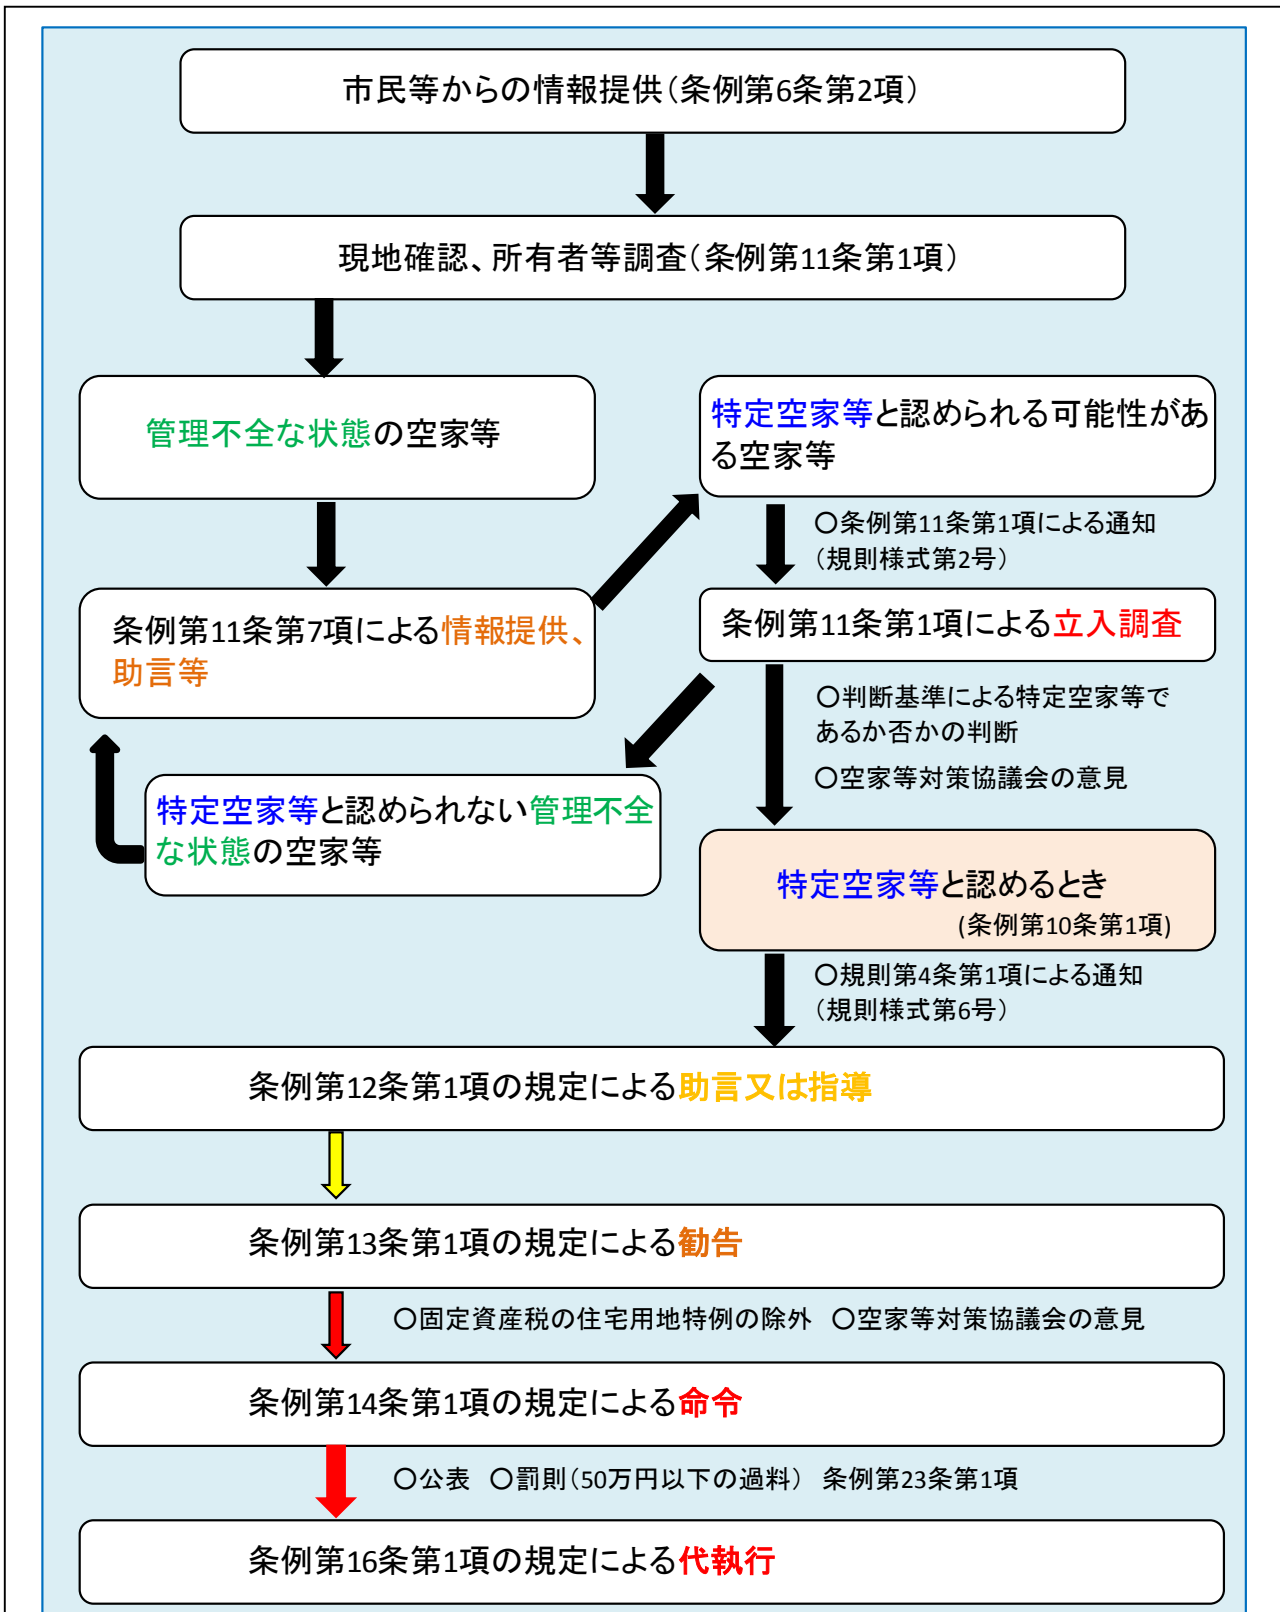 市民等からの情報提供（条例第6条第2項）
現地確認、所有者等調査（条例第11条第1項）
管理不全な状態の空家等
特定空家等と認められる可能性があ
る空家等
〇条例第11条第1項による通知
（規則様式第2号）
条例第11条第7項による情報提供、
助言等
条例第11条第1項による立入調査
〇判断基準による特定空家等で
あるか否かの判断
〇空家等対策協議会の意見
特定空家等と認められない管理不全
な状態の空家等
特定空家等と認めるとき
(条例第10条第1項)
〇規則第4条第1項による通知
（規則様式第6号）
条例第12条第1項の規定による助言又は指導
条例第13条第1項の規定による勧告
〇固定資産税の住宅用地特例の除外　〇空家等対策協議会の意見
条例第14条第1項の規定による命令
〇公表　〇罰則（50万円以下の過料）　条例第23条第1項
条例第16条第1項の規定による代執行